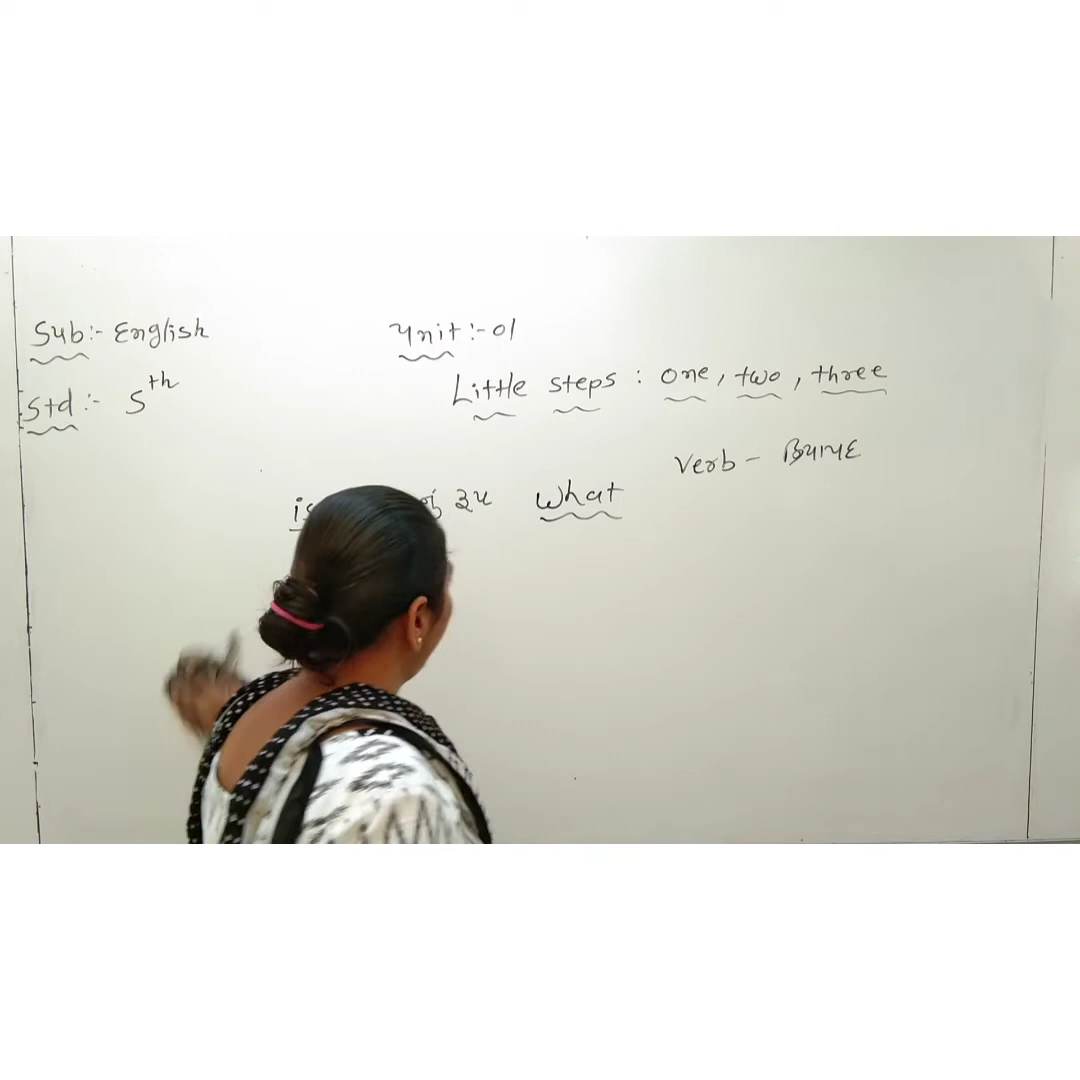 Sub:- English
Unit:- 01
Std:- 5th
Little steps : one, two, three
Verb - ક્રિયાપદ
રૂપ what